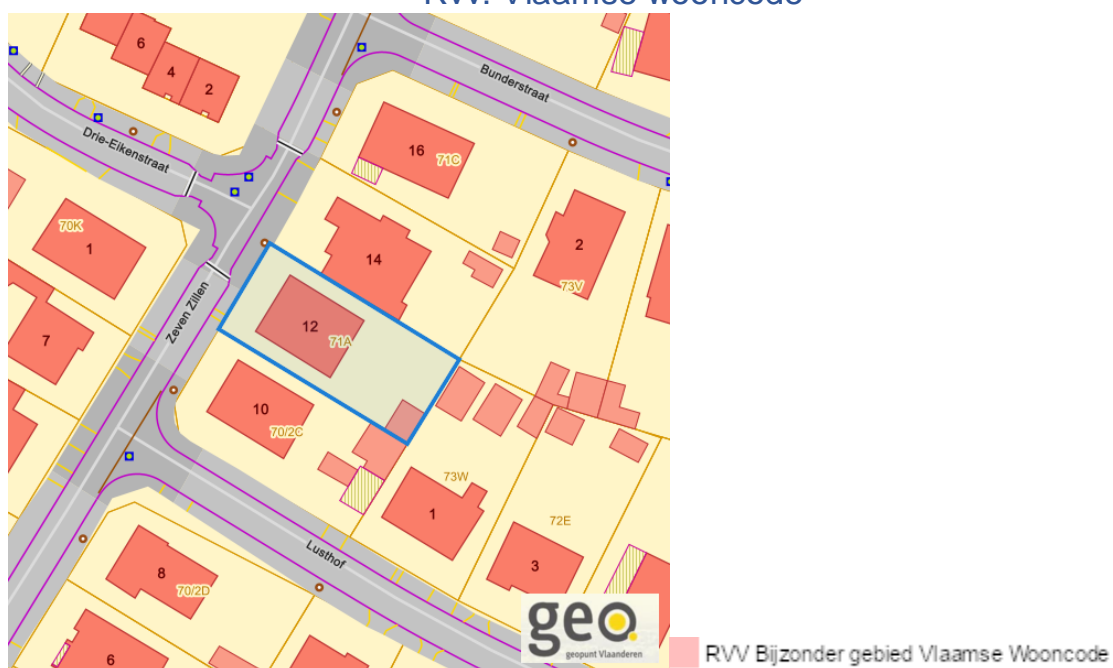 RVV: Vlaamse wooncode
6
4
2
Bunderstraat
Drie-Eikenstraat
16
71C
70K
1
2
14
73V
Zeven Zillen
12
71A
7
10
70/2C
73W
1
72E
3
Lusthof
8
70/2D
6
geo.
geopunt Vlaanderen
RVV Bijzonder gebied Vlaamse Wooncode